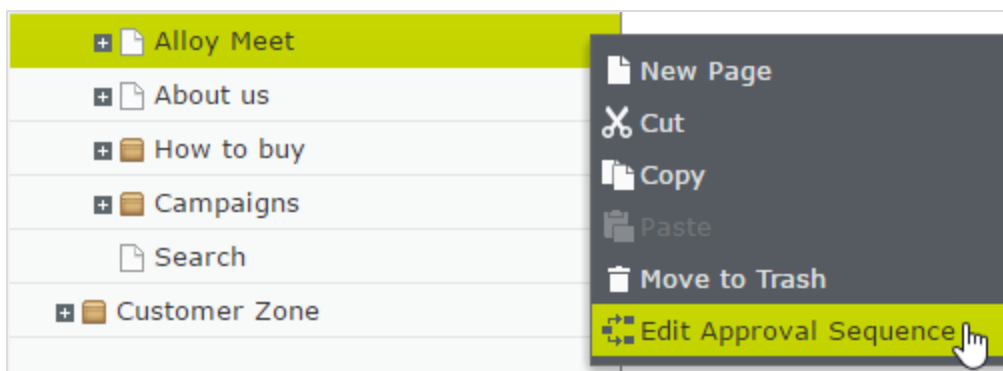 Alloy Meet
About us
How to buy
Campaigns
Search
Customer Zone
New Page
Cut
Copy
Paste
Move to Trash
Edit Approval Sequence